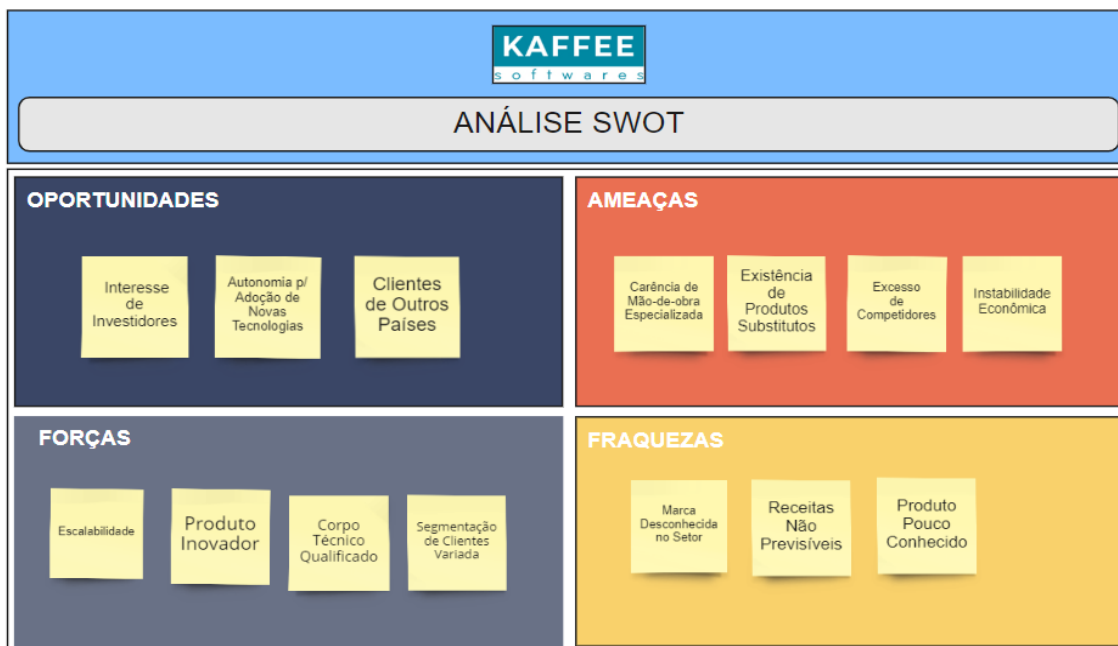 KAFFEE
softwares
ANÁLISE SWOT
OPORTUNIDADES
Interesse
de
Investidores
Autonomia p/
Adoção de
Novas
Tecnologias
Clientes
de Outros
Países
AMEAÇAS
Carência de
Mão-de-obra
Especializada
Existência
de
Produtos
Substitutos
Excesso
de
Competidores
Instabilidade
Econômica
FORÇAS
Escalabilidade
Produto
Inovador
Corpo
Técnico
Qualificado
Segmentação
de Clientes
Variada
FRAQUEZAS
Marca
Desconhecida
no Setor
Receitas
Não
Previsíveis
Produto
Pouco
Conhecido